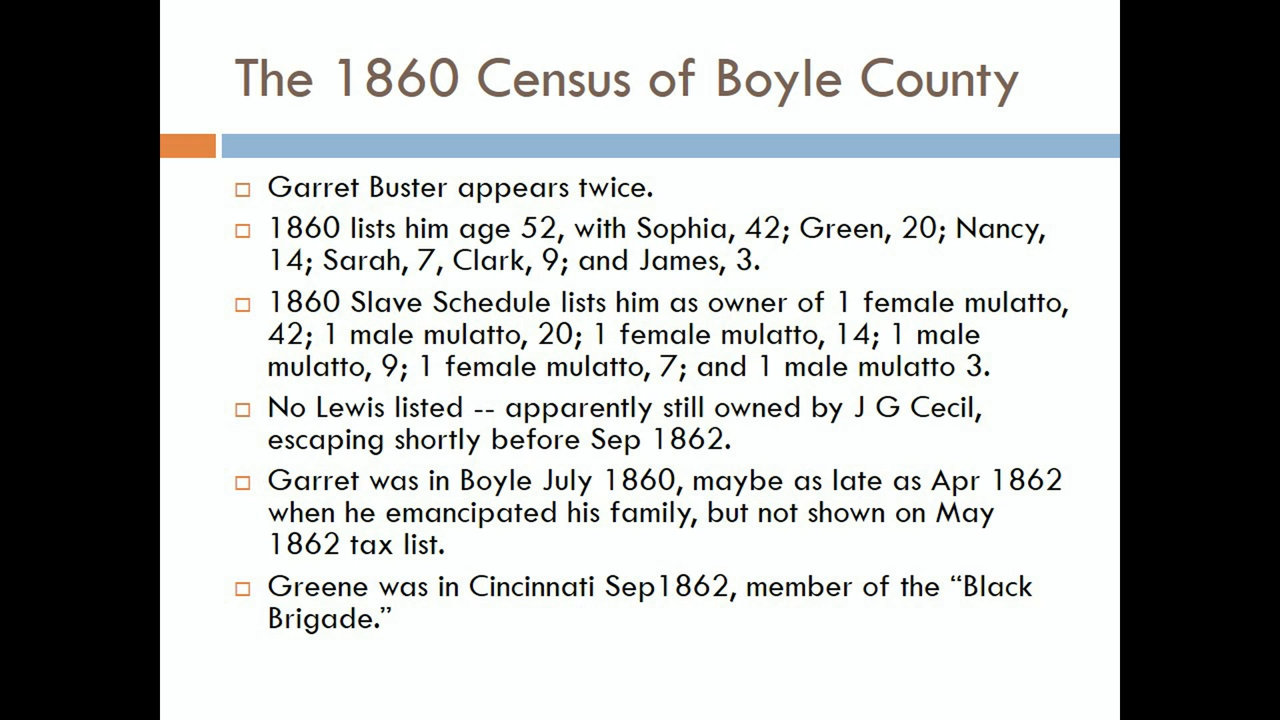 The 1860 Census of Boyle County
Garret Buster appears twice.
1860 lists him age 52, with Sophia, 42; Green, 20; Nancy,
14; Sarah, 7, Clark, 9; and James, 3.
1860 Slave Schedule lists him as owner of 1 female mulatto,
42; 1 male mulatto, 20; 1 female mulatto, 14; 1 male
mulatto, 9; 1 female mulatto, 7; and 1 male mulatto 3.
No Lewis listed -- apparently still owned by J G Cecil,
escaping shortly before Sep 1862.
Garret was in Boyle July 1860, maybe as late as Apr 1862
when he emancipated his family, but not shown on May
1862 tax list.
Greene was in Cincinnati Sep1862, member of the “Black
Brigade.”